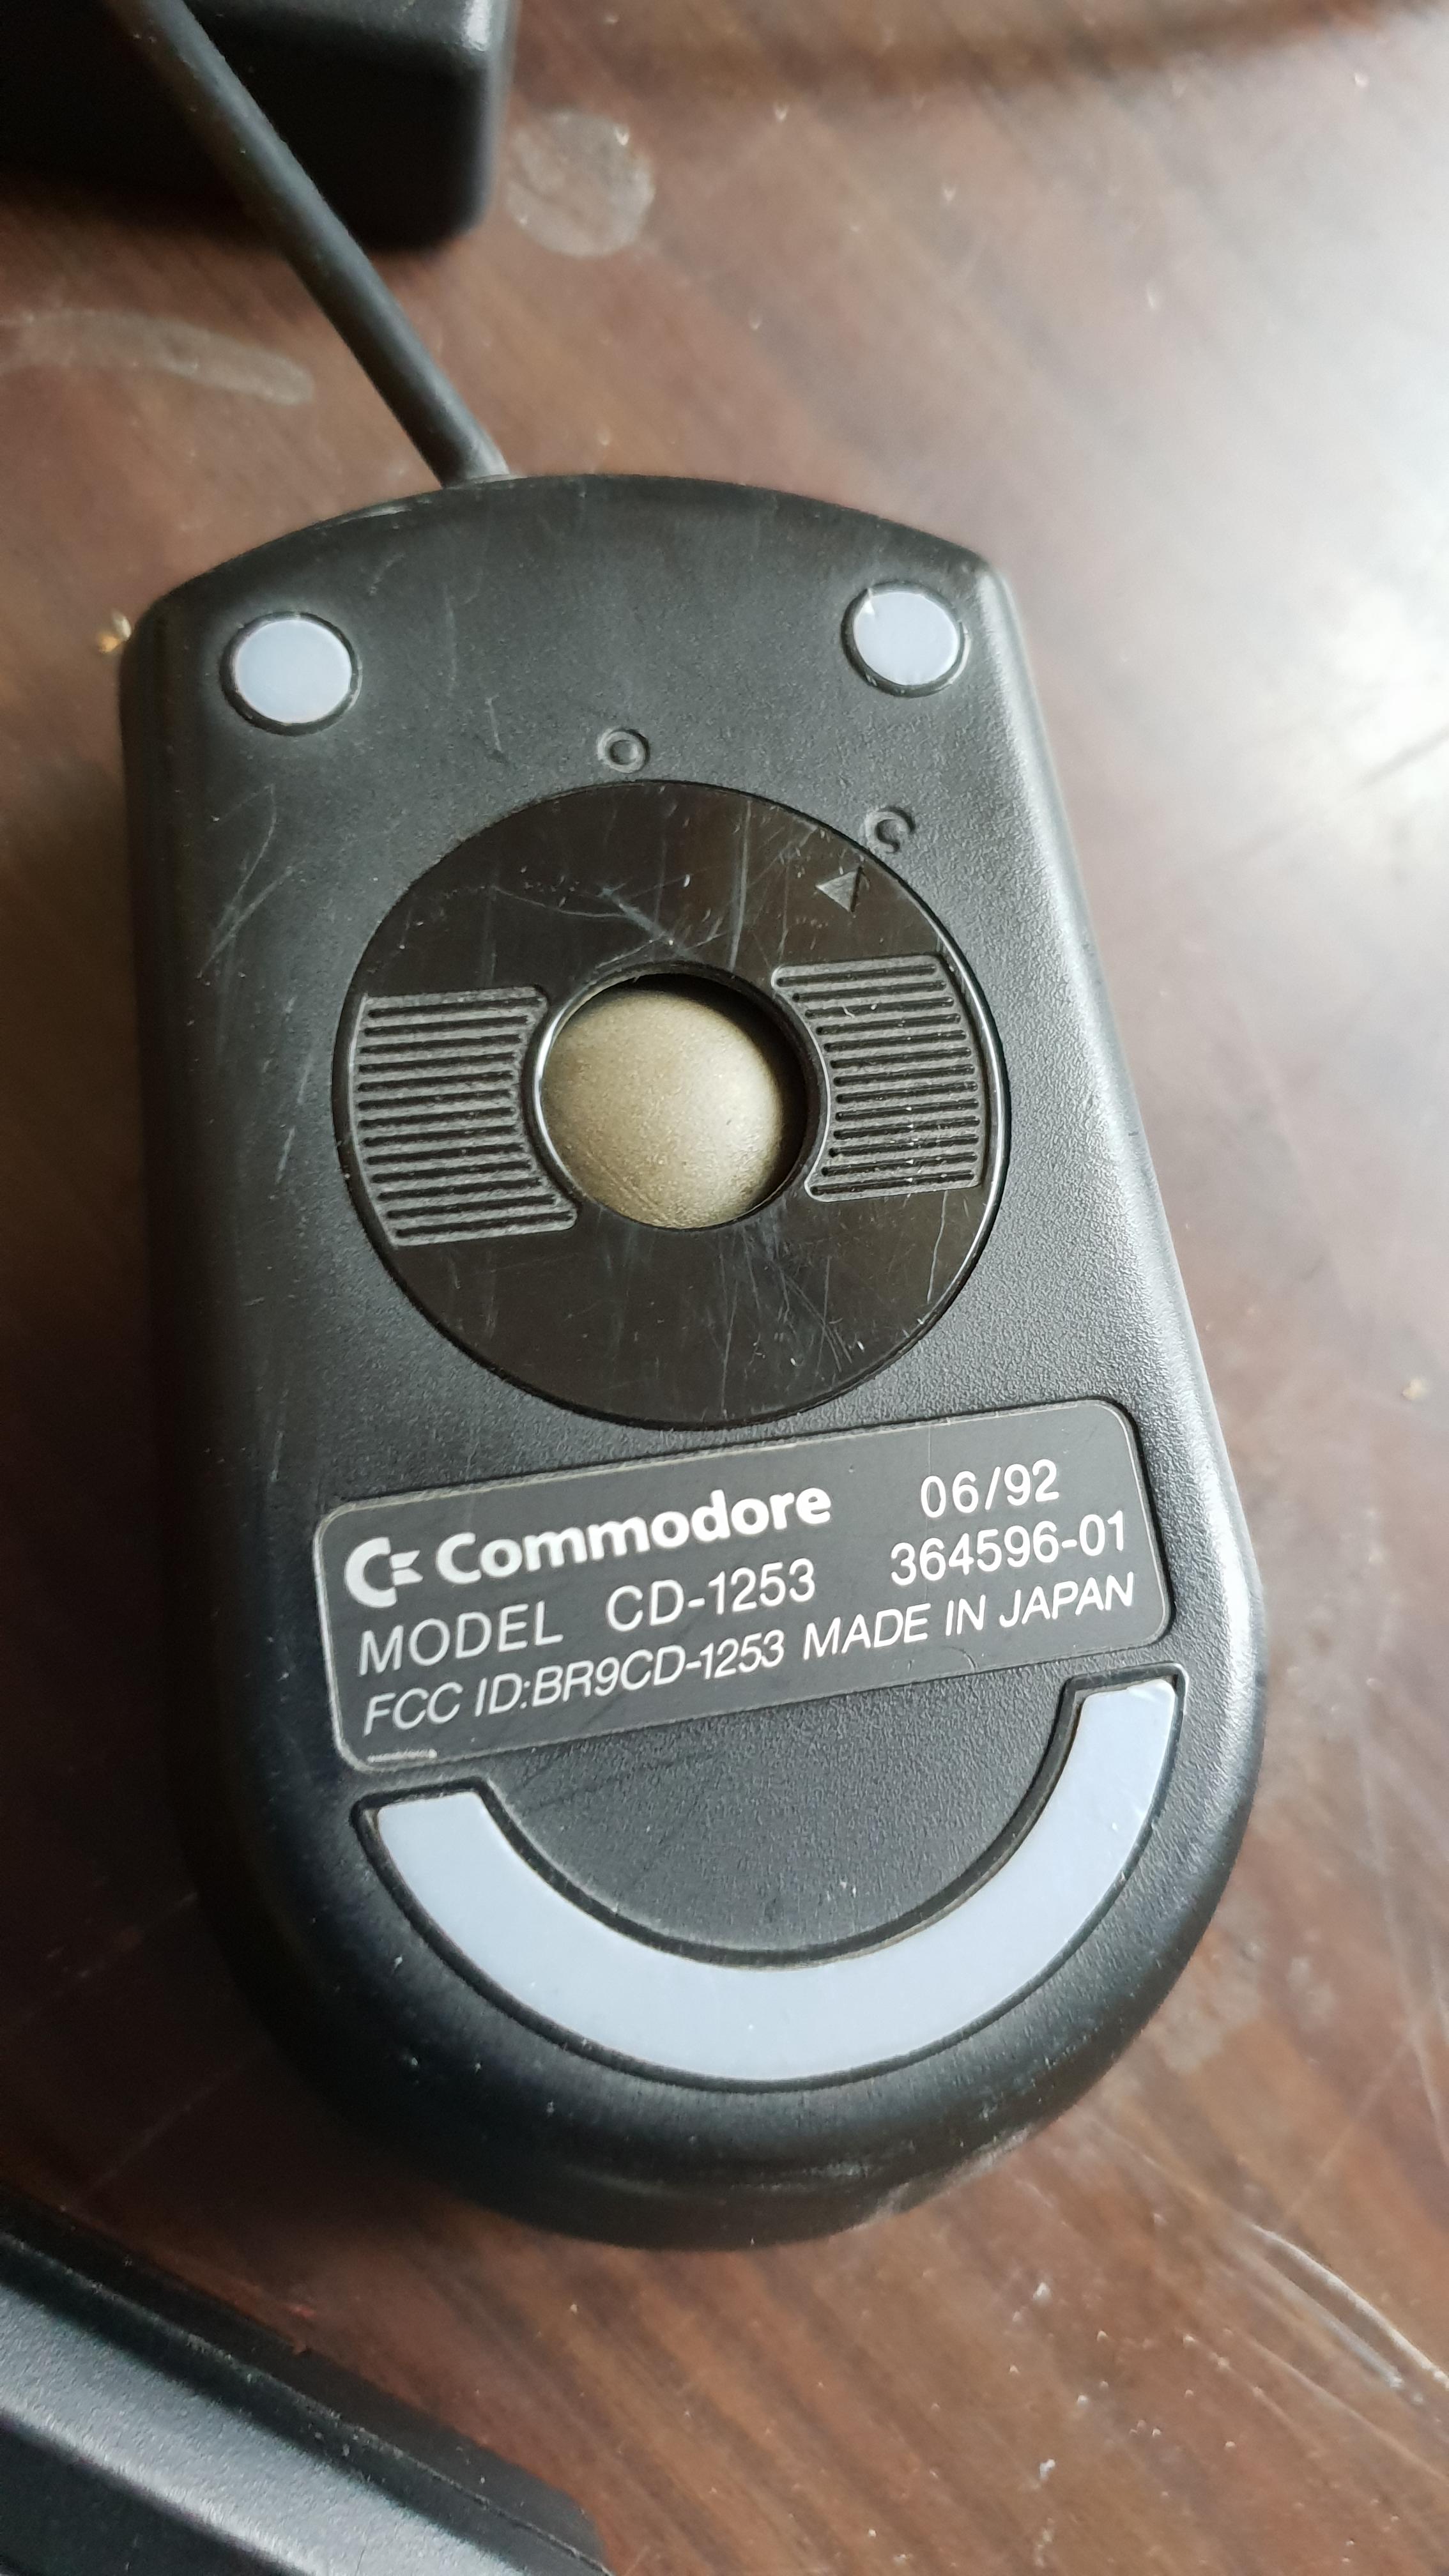 O
C
Commodore 06/92
MODEL CD-1253 364596-01
FCC ID:BR9CD-1253 MADE IN JAPAN